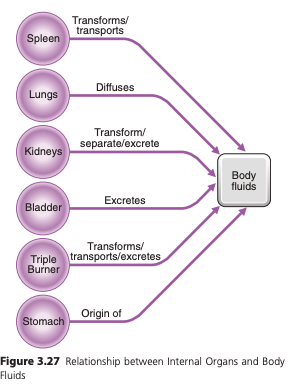 Transforms/
transports
Spleen
Diffuses
Lungs
Transform/
separate/excrete
Kidneys
Body
fluids
Excretes
Bladder
Transforms/
transports/excretes
Triple
Burner
Origin of
Stomach
Figure 3.27 Relationship between Internal Organs and Body
Fluids